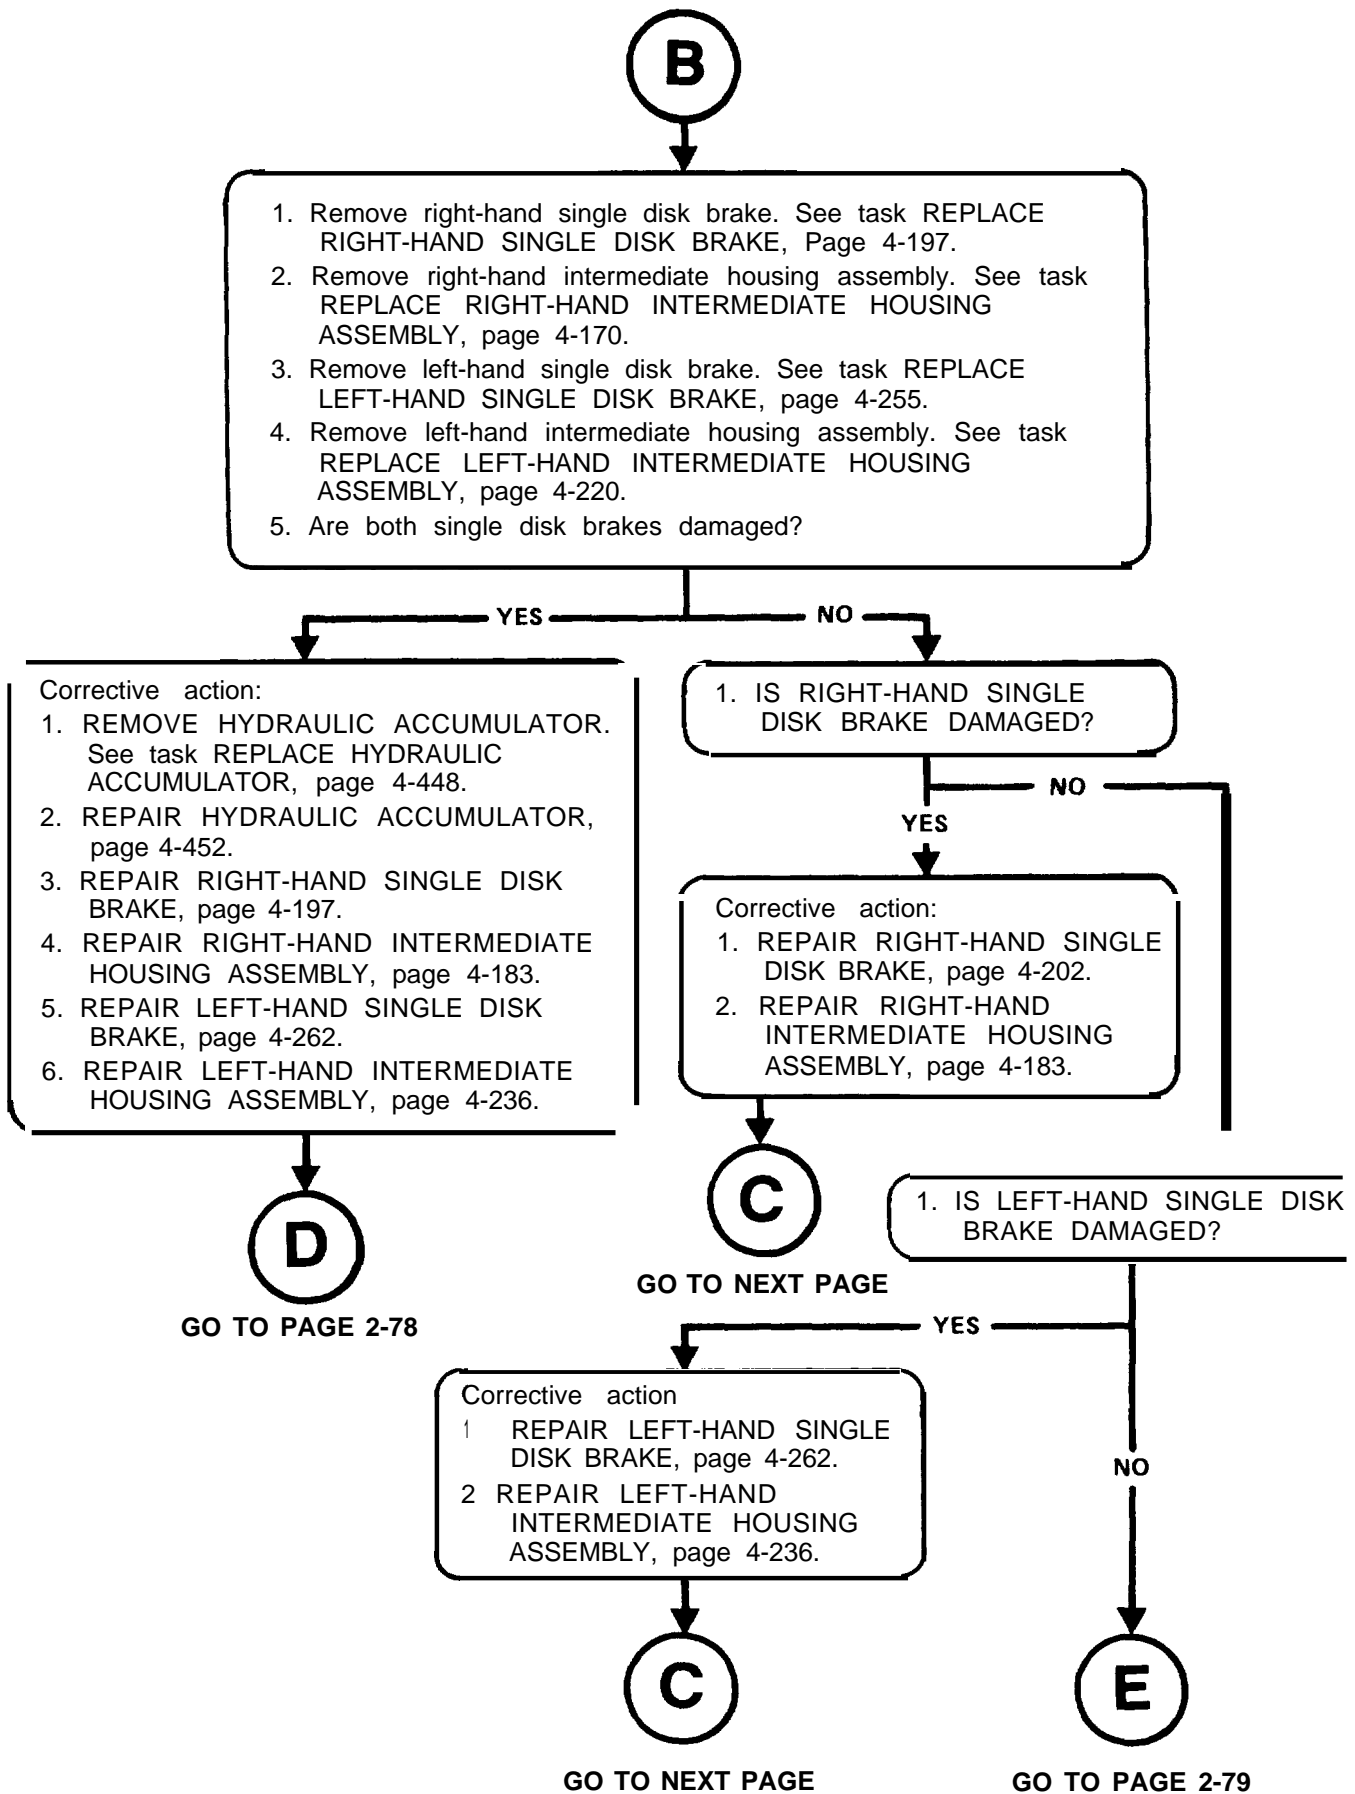 B
1. Remove right-hand single disk brake. See task REPLACE
RIGHT-HAND SINGLE DISK BRAKE, Page 4-197.
2. Remove right-hand intermediate housing assembly. See task
REPLACE RIGHT-HAND INTERMEDIATE HOUSING
ASSEMBLY, page 4-170.
3. Remove left-hand single disk brake. See task REPLACE
LEFT-HAND SINGLE DISK BRAKE, page 4-255.
4. Remove left-hand intermediate housing assembly. See task
REPLACE LEFT-HAND INTERMEDIATE HOUSING
ASSEMBLY, page 4-220.
5. Are both single disk brakes damaged?
YES
NO
Corrective action:
1. REMOVE HYDRAULIC ACCUMULATOR.
See task REPLACE HYDRAULIC
ACCUMULATOR, page 4-448.
2. REPAIR HYDRAULIC ACCUMULATOR,
page 4-452.
3. REPAIR RIGHT-HAND SINGLE DISK
BRAKE, page 4-197.
4. REPAIR RIGHT-HAND INTERMEDIATE
HOUSING ASSEMBLY, page 4-183.
5. REPAIR LEFT-HAND SINGLE DISK
BRAKE, page 4-262.
6. REPAIR LEFT-HAND INTERMEDIATE
HOUSING ASSEMBLY, page 4-236.
D
GO TO PAGE 2-78
1. IS RIGHT-HAND SINGLE
DISK BRAKE DAMAGED?
NO
YES
Corrective action:
1. REPAIR RIGHT-HAND SINGLE
DISK BRAKE, page 4-202.
2. REPAIR RIGHT-HAND
INTERMEDIATE HOUSING
ASSEMBLY, page 4-183.
C
GO TO NEXT PAGE
1. IS LEFT-HAND SINGLE DISK
BRAKE DAMAGED?
YES
NO
Corrective action
1 REPAIR LEFT-HAND SINGLE
DISK BRAKE, page 4-262.
2 REPAIR LEFT-HAND
INTERMEDIATE HOUSING
ASSEMBLY, page 4-236.
C
GO TO NEXT PAGE
E
GO TO PAGE 2-79